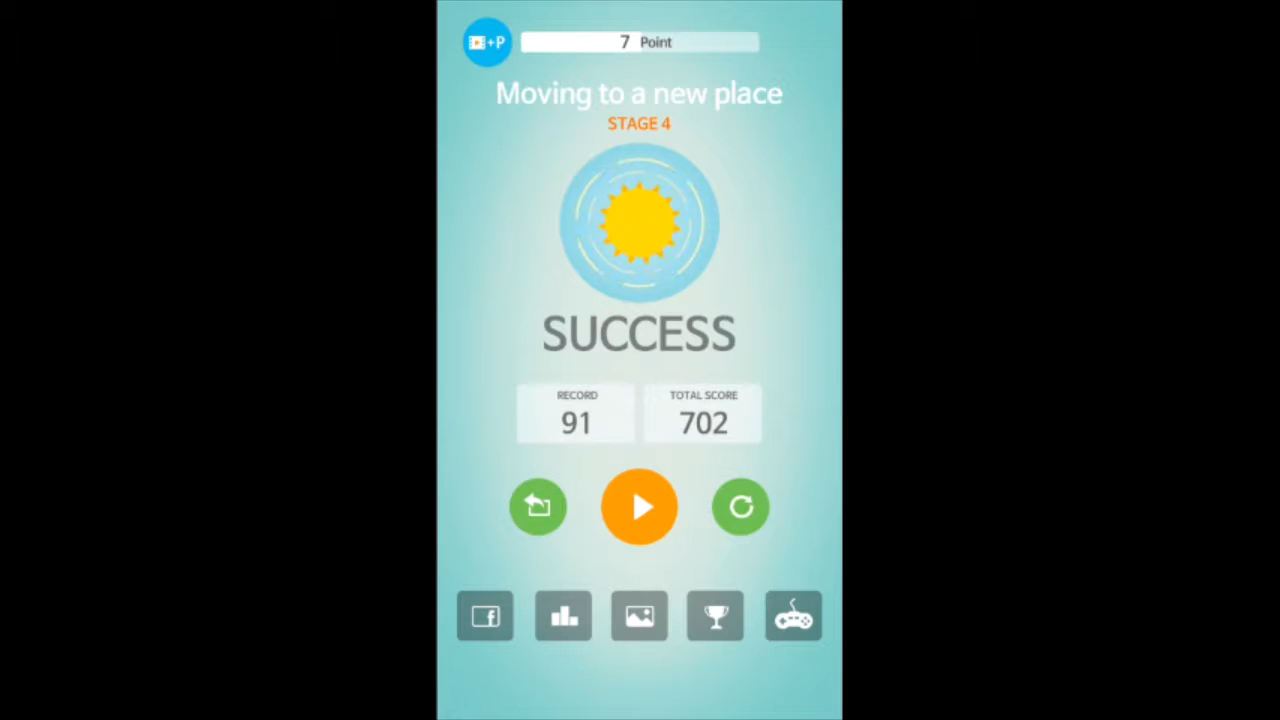 +P
7 Point
Moving to a new place
STAGE 4
SUCCESS
RECORD
91
TOTAL SCORE
702
f